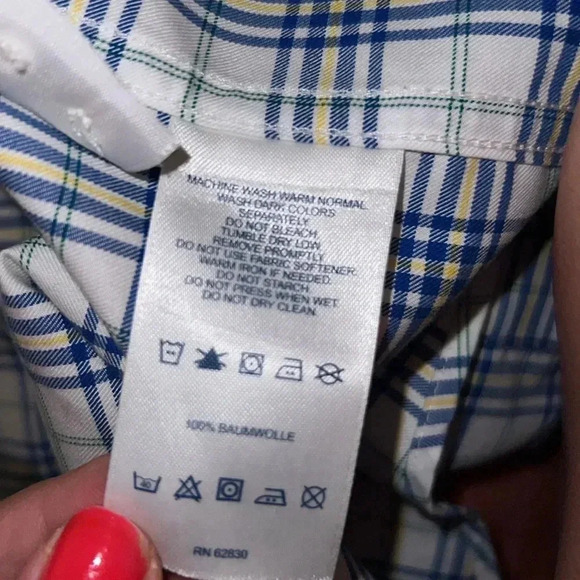 MACHINE WASH WARM NORMAL
WASH DARK COLORS
SEPARATELY.
DO NOT BLEACH.
TUMBLE DRY LOW.
REMOVE PROMPTLY.
DO NOT USE FABRIC SOFTENER.
WARM IRON IF NEEDED.
DO NOT STARCH.
DO NOT PRESS WHEN WET
DO NOT DRY CLEAN.
100% BAUMWOLLE
RN 62830